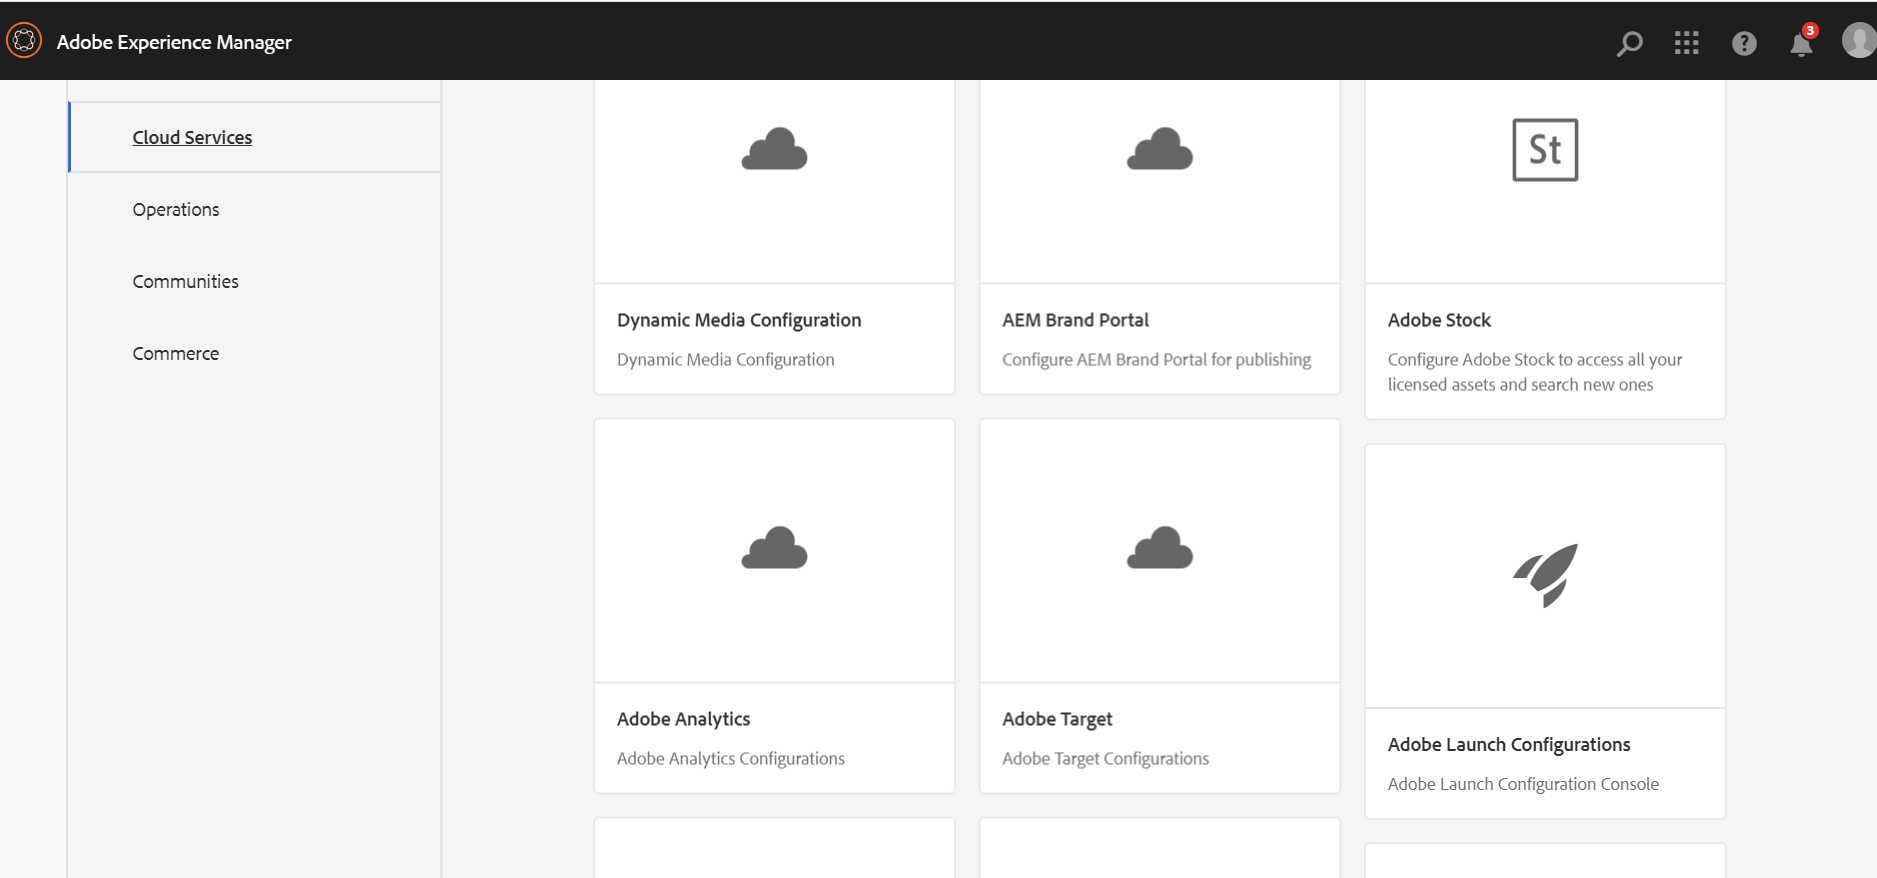 Adobe Experience Manager
3
Cloud Services
Operations
Communities
Commerce
St
Dynamic Media Configuration
Dynamic Media Configuration
AEM Brand Portal
Configure AEM Brand Portal for publishing
Adobe Stock
Configure Adobe Stock to access all your
licensed assets and search new ones
Adobe Analytics
Adobe Analytics Configurations
Adobe Target
Adobe Target Configurations
Adobe Launch Configurations
Adobe Launch Configuration Console